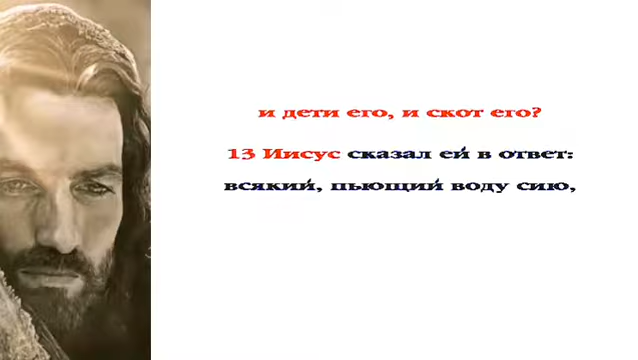 и дети его, и скот его?
13 Иисус сказал ей в ответ:
всякий, пьющий воду сию,